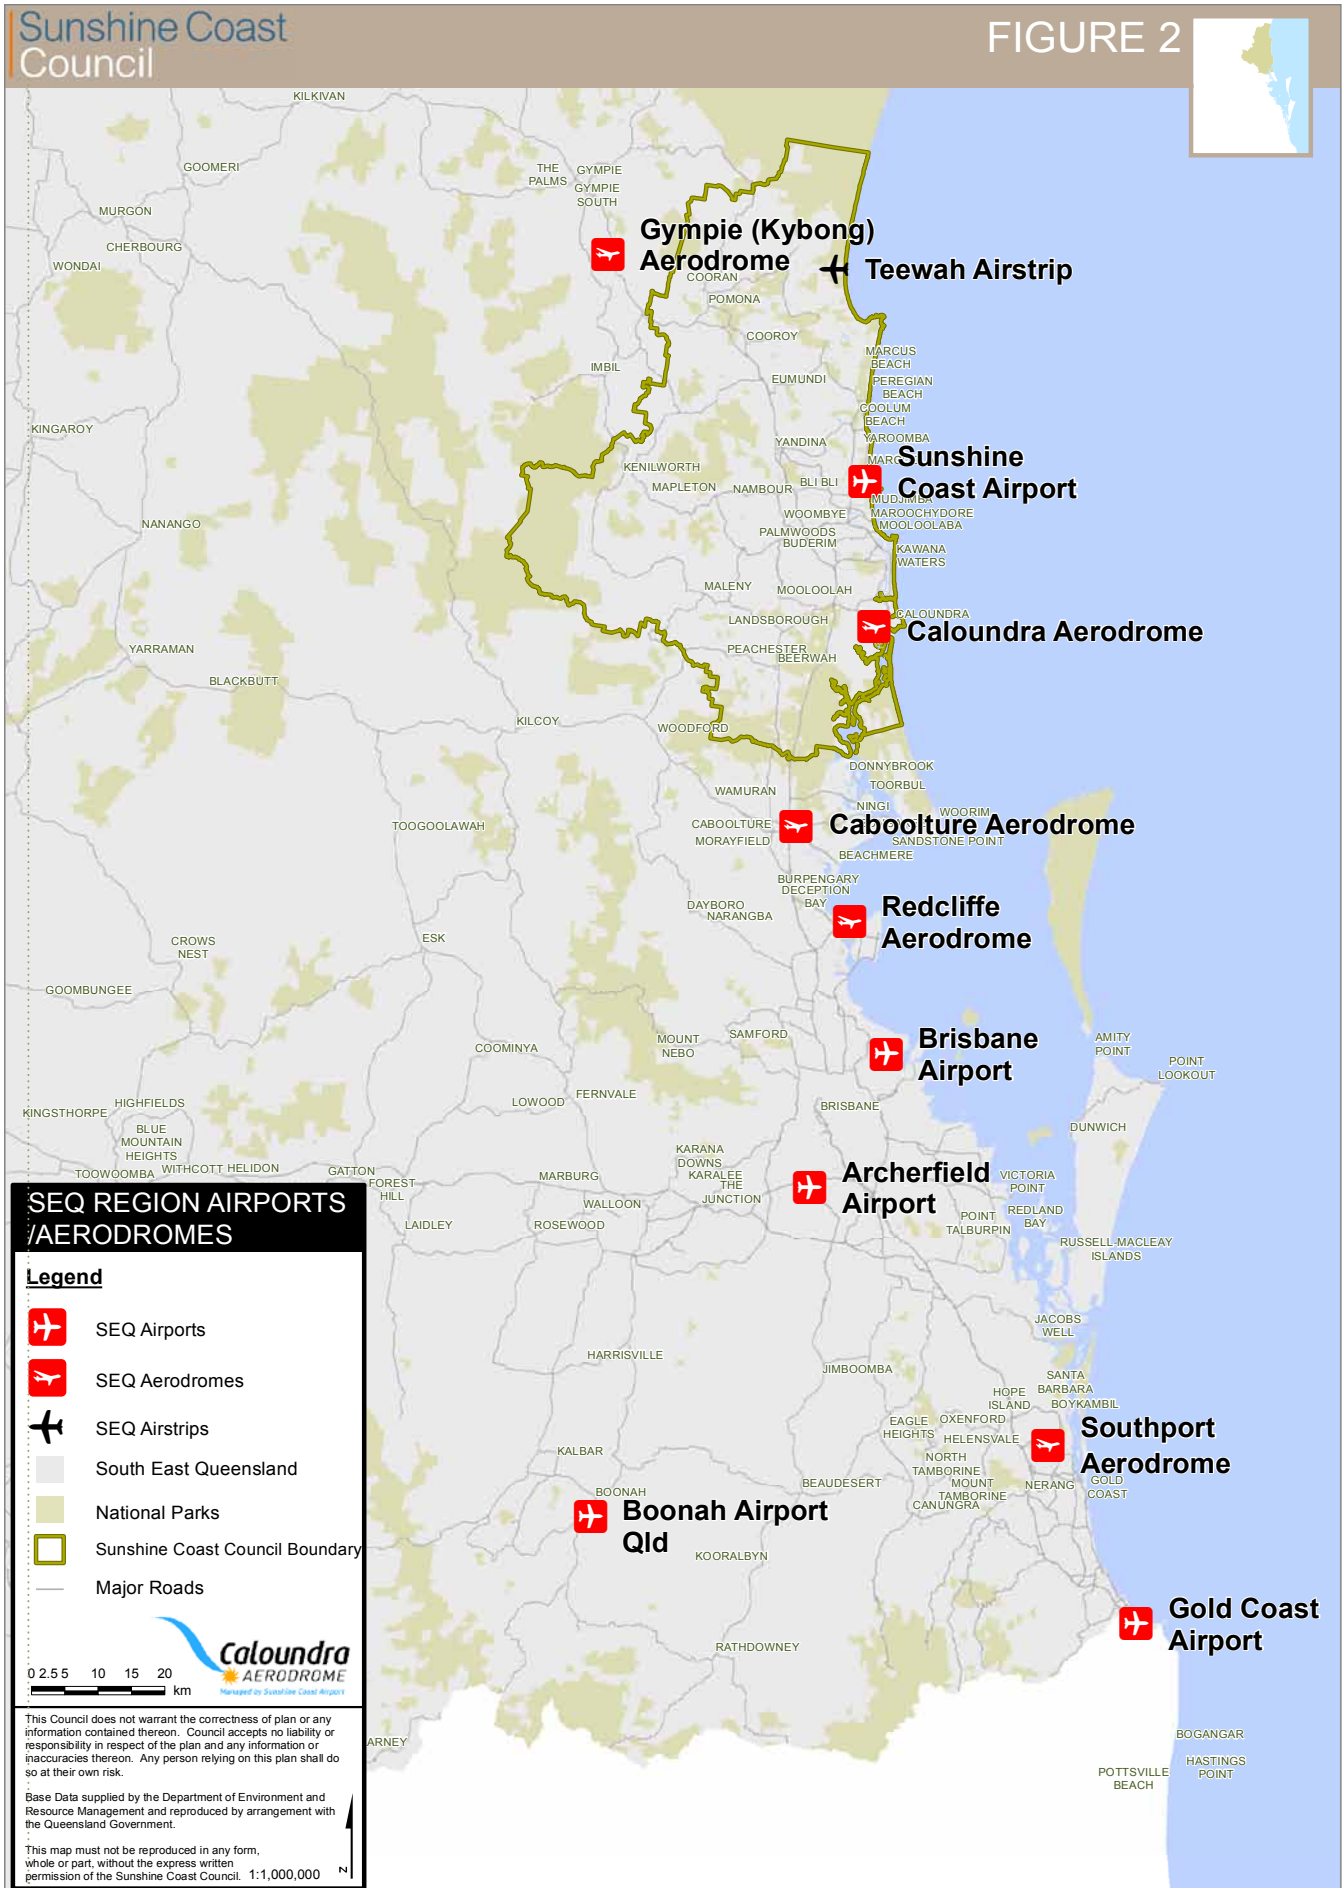 Sunshine Coast
Council
FIGURE 2
KILKIVAN
GOOMERI
THE
PALMS
GYMPIE
GYMPIE
SOUTH
MURGON
CHERBOURG
WONDAI
Gympie (Kybong)
Aerodrome
Teewah Airstrip
COORAN
POMONA
COOROY
IMBIL
MARCUS
BEACH
EUMUNDI
PEREGIAN
BEACH
COOLUM
BEACH
KINGAROY
YANDINA
YAROOMBA
Sunshine
Coast Airport
KENILWORTH
MAPLETON
NAMBOUR
BLI BLI
MUDJIMBA
WOOMBYE
MAROOCHYDORE
MOOLOOLABA
NANANGO
PALMWOODS
BUDERIM
KAWANA
WATERS
MALENY
MOOLOOLAH
LANDSBOROUGH
CALOUNDRA
Caloundra Aerodrome
YARRAMAN
PEACHESTER
BEERWAH
BLACKBUTT
KILCOY
WOODFORD
DONNYBROOK
TOORBUL
WAMURAN
NINGI
WOORIM
TOOGOOLAWAH
CABOOLTURE
Caboolture Aerodrome
MORAYFIELD
SANDSTONE POINT
BEACHMERE
BURPENGARY
DECEPTION
BAY
DAYBORO
NARANGBA
Redcliffe
Aerodrome
CROWS
NEST
ESK
GOOMBUNGEE
COOMINYA
MOUNT
NEBO
SAMFORD
Brisbane
Airport
AMITY
POINT
POINT
LOOKOUT
KINGSTHORPE
HIGHFIELDS
LOWOOD
FERNVALE
BRISBANE
DUNWICH
BLUE
MOUNTAIN
HEIGHTS
TOOWOOMBA
WITHCOTT
HELIDON
GATTON
FOREST
HILL
MARBURG
KARANA
DOWNS
KARALEE
THE
JUNCTION
Archerfield
Airport
VICTORIA
POINT
WALLOON
LAIDLEY
ROSEWOOD
POINT
TALBURPIN
REDLAND
BAY
RUSSELL-MACLEAY
ISLANDS
JACOBS
WELL
HARRISVILLE
JIMBOOMBA
SANTA
BARBARA
HOPE
ISLAND
BOYKAMBIL
EAGLE
HEIGHTS
OXENFORD
HELENSVALE
Southport
Aerodrome
KALBAR
NORTH
TAMBORINE
BEAUDESERT
MOUNT
TAMBORINE
NERANG
GOLD
COAST
CANUNGRA
BOONAH
Boonah Airport
Qld
KOORALBYN
Gold Coast
Airport
RATHDOWNEY
ARNEY
BOGANGAR
HASTINGS
POINT
POTTSVILLE
BEACH
SEQ REGION AIRPORTS
/AERODROMES
Legend
SEQ Airports
SEQ Aerodromes
SEQ Airstrips
South East Queensland
National Parks
Sunshine Coast Council Boundary
Major Roads
Caloundra
AERODROME
Managed by Sunshine Coast Airport
0 2.5 5 10 15 20
km
This Council does not warrant the correctness of plan or any
information contained thereon. Council accepts no liability or
responsibility in respect of the plan and any information or
inaccuracies thereon. Any person relying on this plan shall do
so at their own risk.
Base Data supplied by the Department of Environment and
Resource Management and reproduced by arrangement with
the Queensland Government.
This map must not be reproduced in any form,
whole or part, without the express written
permission of the Sunshine Coast Council.
1:1,000,000
N